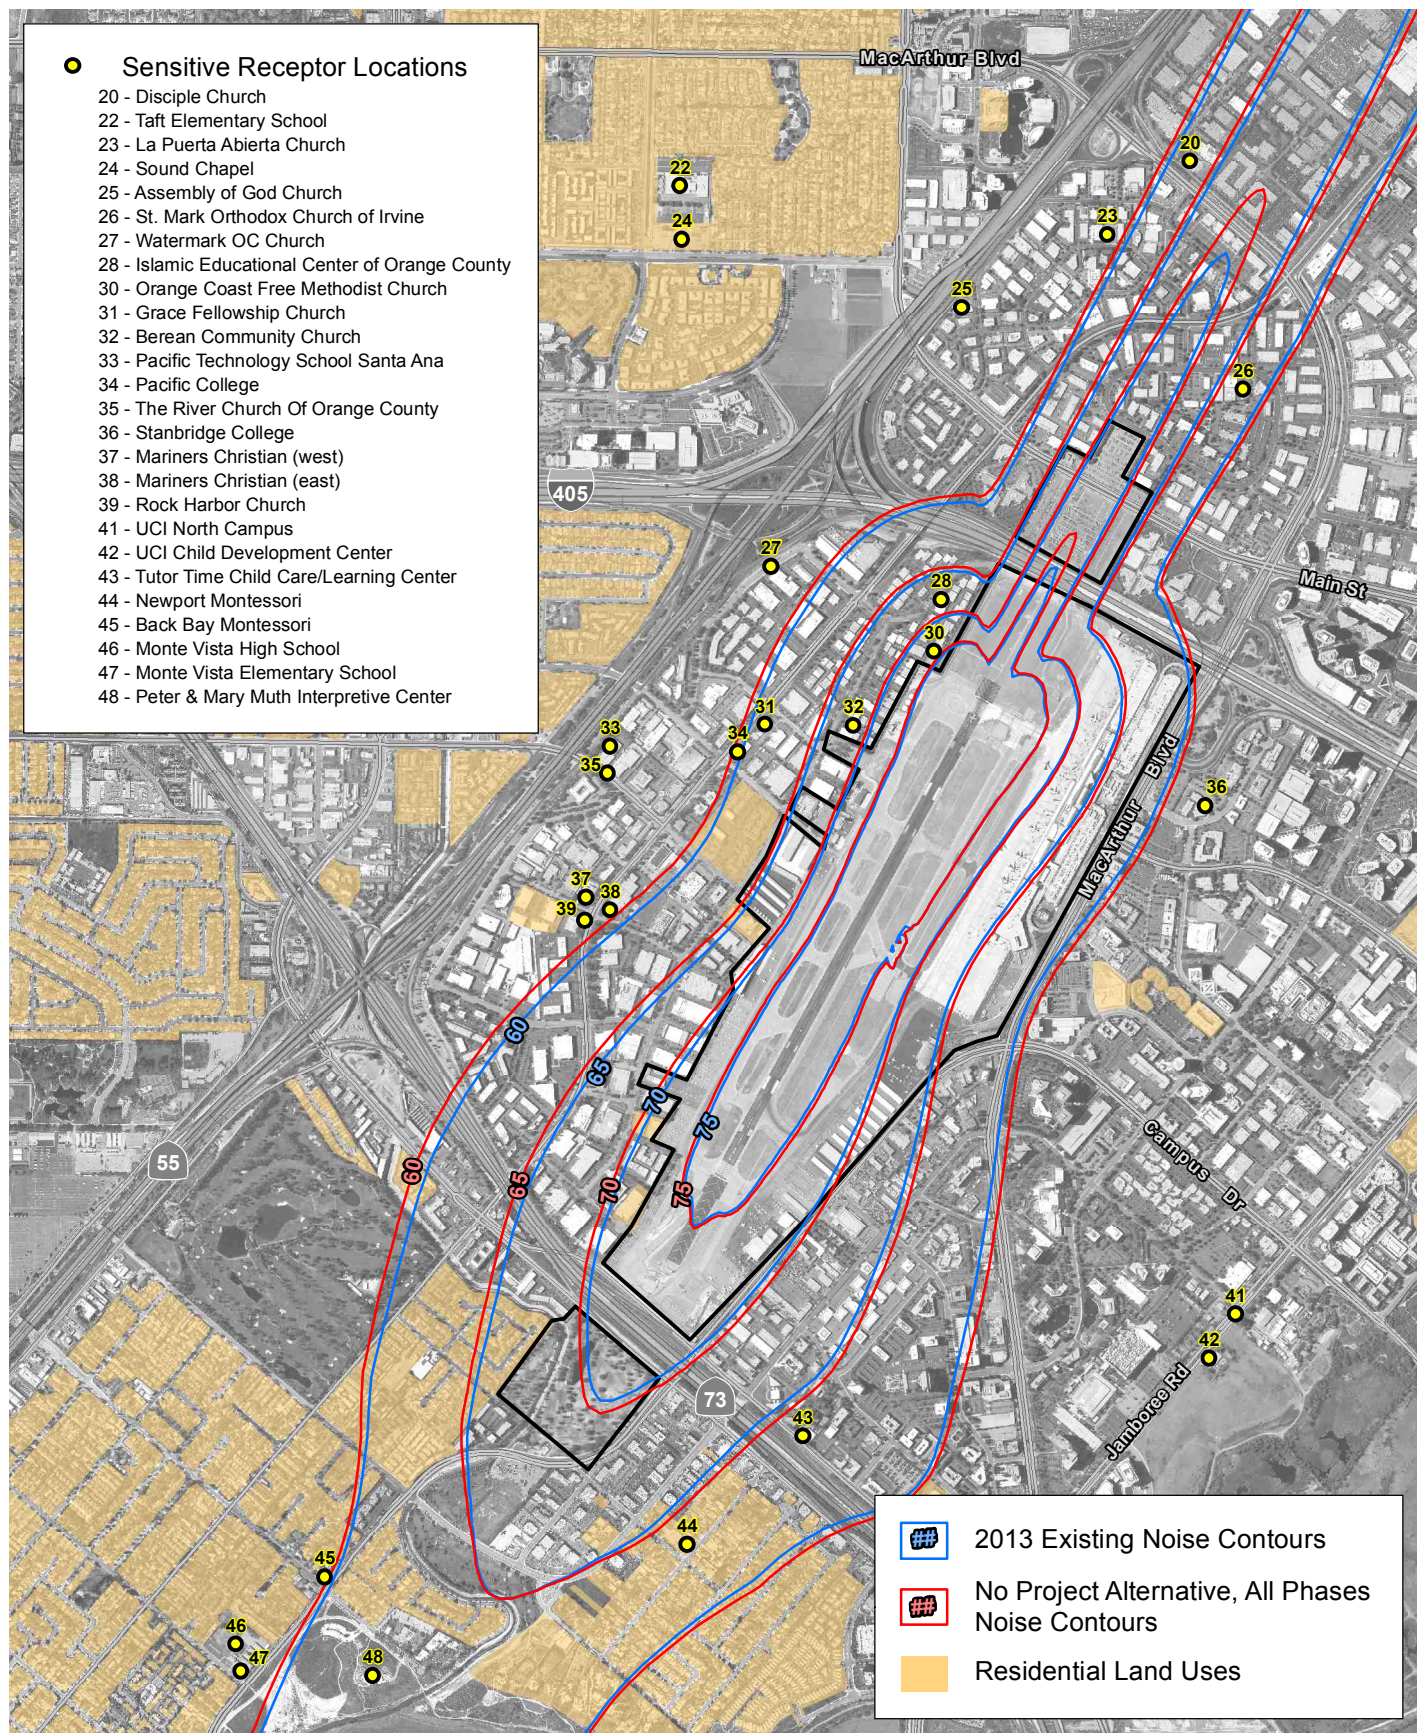 Sensitive Receptor Locations
20 - Disciple Church
22 - Taft Elementary School
23 - La Puerta Abierta Church
24 - Sound Chapel
25 - Assembly of God Church
26 - St. Mark Orthodox Church of Irvine
27 - Watermark OC Church
28 - Islamic Educational Center of Orange County
30 - Orange Coast Free Methodist Church
31 - Grace Fellowship Church
32 - Berean Community Church
33 - Pacific Technology School Santa Ana
34 - Pacific College
35 - The River Church Of Orange County
36 - Stanbridge College
37 - Mariners Christian (west)
38 - Mariners Christian (east)
39 - Rock Harbor Church
41 - UCI North Campus
42 - UCI Child Development Center
43 - Tutor Time Child Care/Learning Center
44 - Newport Montessori
45 - Back Bay Montessori
46 - Monte Vista High School
47 - Monte Vista Elementary School
48 - Peter & Mary Muth Interpretive Center
MacArthur Blvd
20
22
23
24
25
26
405
27
28
Main St
30
31
32
33
34
35
36
MacArthur Blvd
37
38
39
60
65
70
75
60
65
70
75
55
Campus Dr
41
42
73
Jamboree Rd
43
44
45
46
47
48
## 2013 Existing Noise Contours
## No Project Alternative, All Phases
Noise Contours
Residential Land Uses